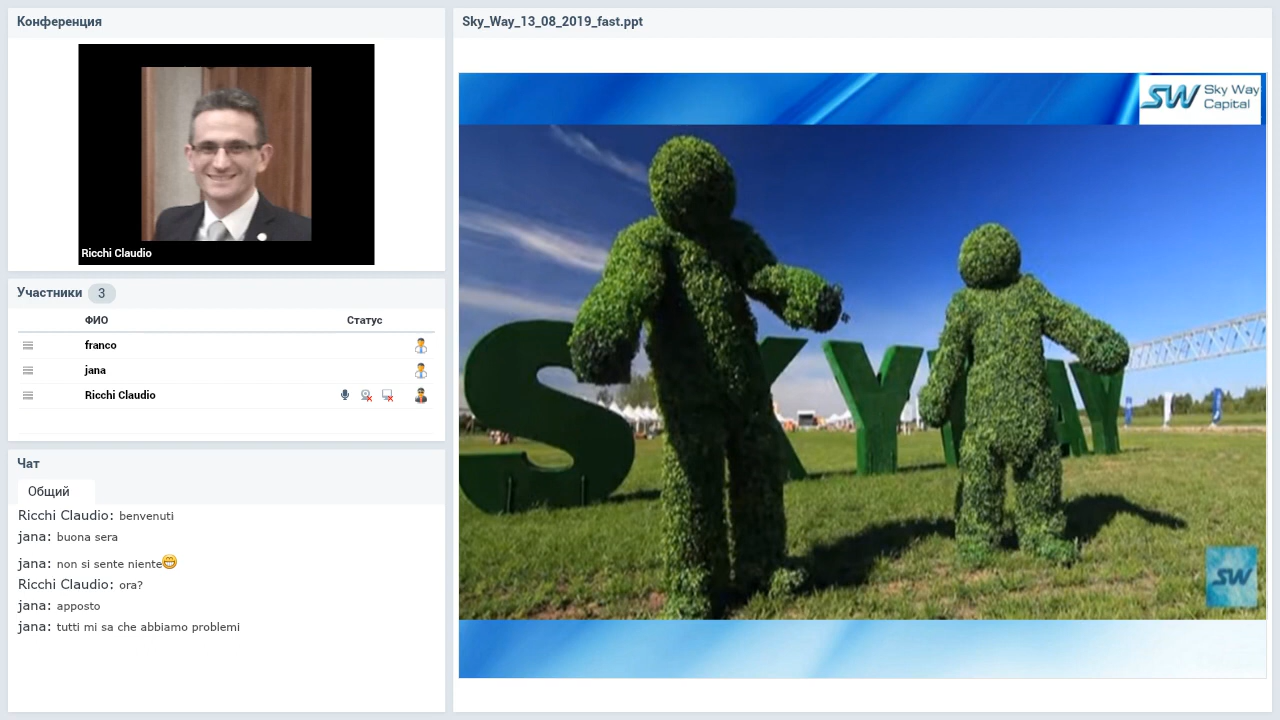 Конференция
Ricchi Claudio
Участники 3
ФИО Статус
franco
jana
Ricchi Claudio
Чат
Общий
Ricchi Claudio: benvenuti
jana: buona sera
jana: non si sente niente
Ricchi Claudio: ora?
jana: apposto
jana: tutti mi sa che abbiamo problemi
Sky_Way_13_08_2019_fast.ppt
SW Sky Way
Capital
SKYWAY
SW